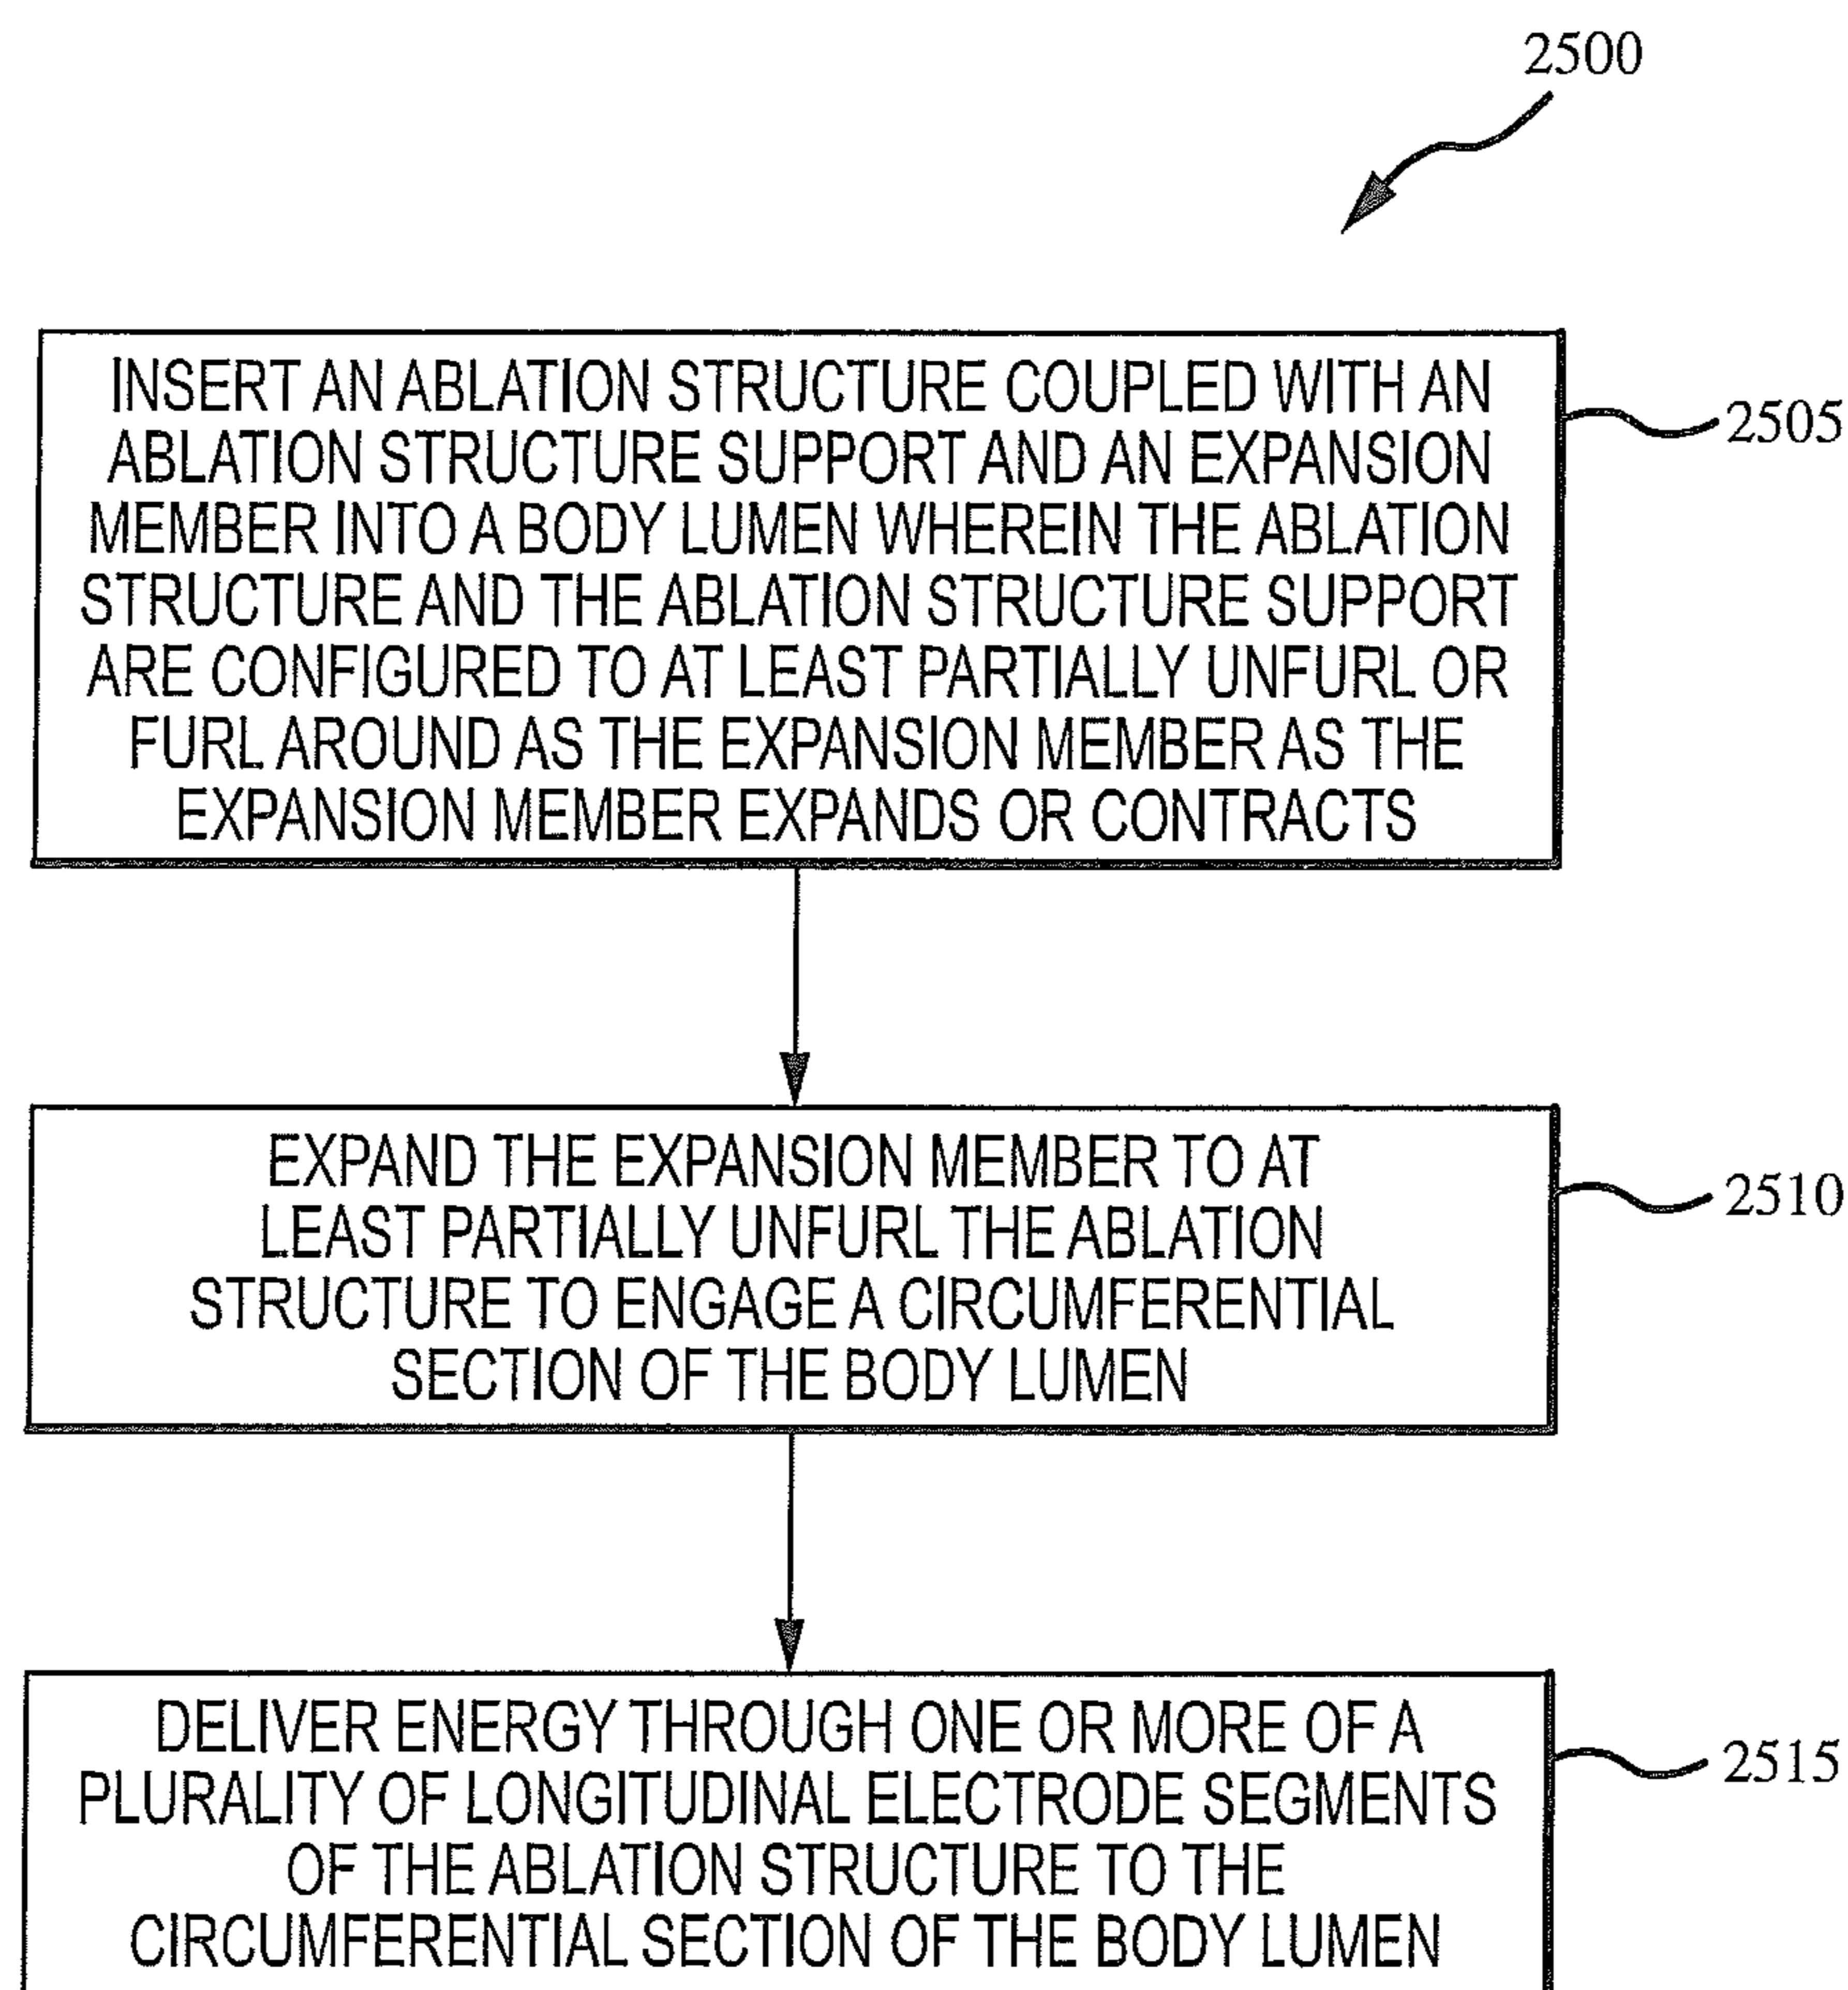 2500
INSERT AN ABLATION STRUCTURE COUPLED WITH AN
ABLATION STRUCTURE SUPPORT AND AN EXPANSION
MEMBER INTO A BODY LUMEN WHEREIN THE ABLATION
STRUCTURE AND THE ABLATION STRUCTURE SUPPORT
ARE CONFIGURED TO AT LEAST PARTIALLY UNFURL OR
FURL AROUND AS THE EXPANSION MEMBER AS THE
EXPANSION MEMBER EXPANDS OR CONTRACTS
2505
EXPAND THE EXPANSION MEMBER TO AT
LEAST PARTIALLY UNFURL THE ABLATION
STRUCTURE TO ENGAGE A CIRCUMFERENTIAL
SECTION OF THE BODY LUMEN
2510
DELIVER ENERGY THROUGH ONE OR MORE OF A
PLURALITY OF LONGITUDINAL ELECTRODE SEGMENTS
OF THE ABLATION STRUCTURE TO THE
CIRCUMFERENTIAL SECTION OF THE BODY LUMEN
2515